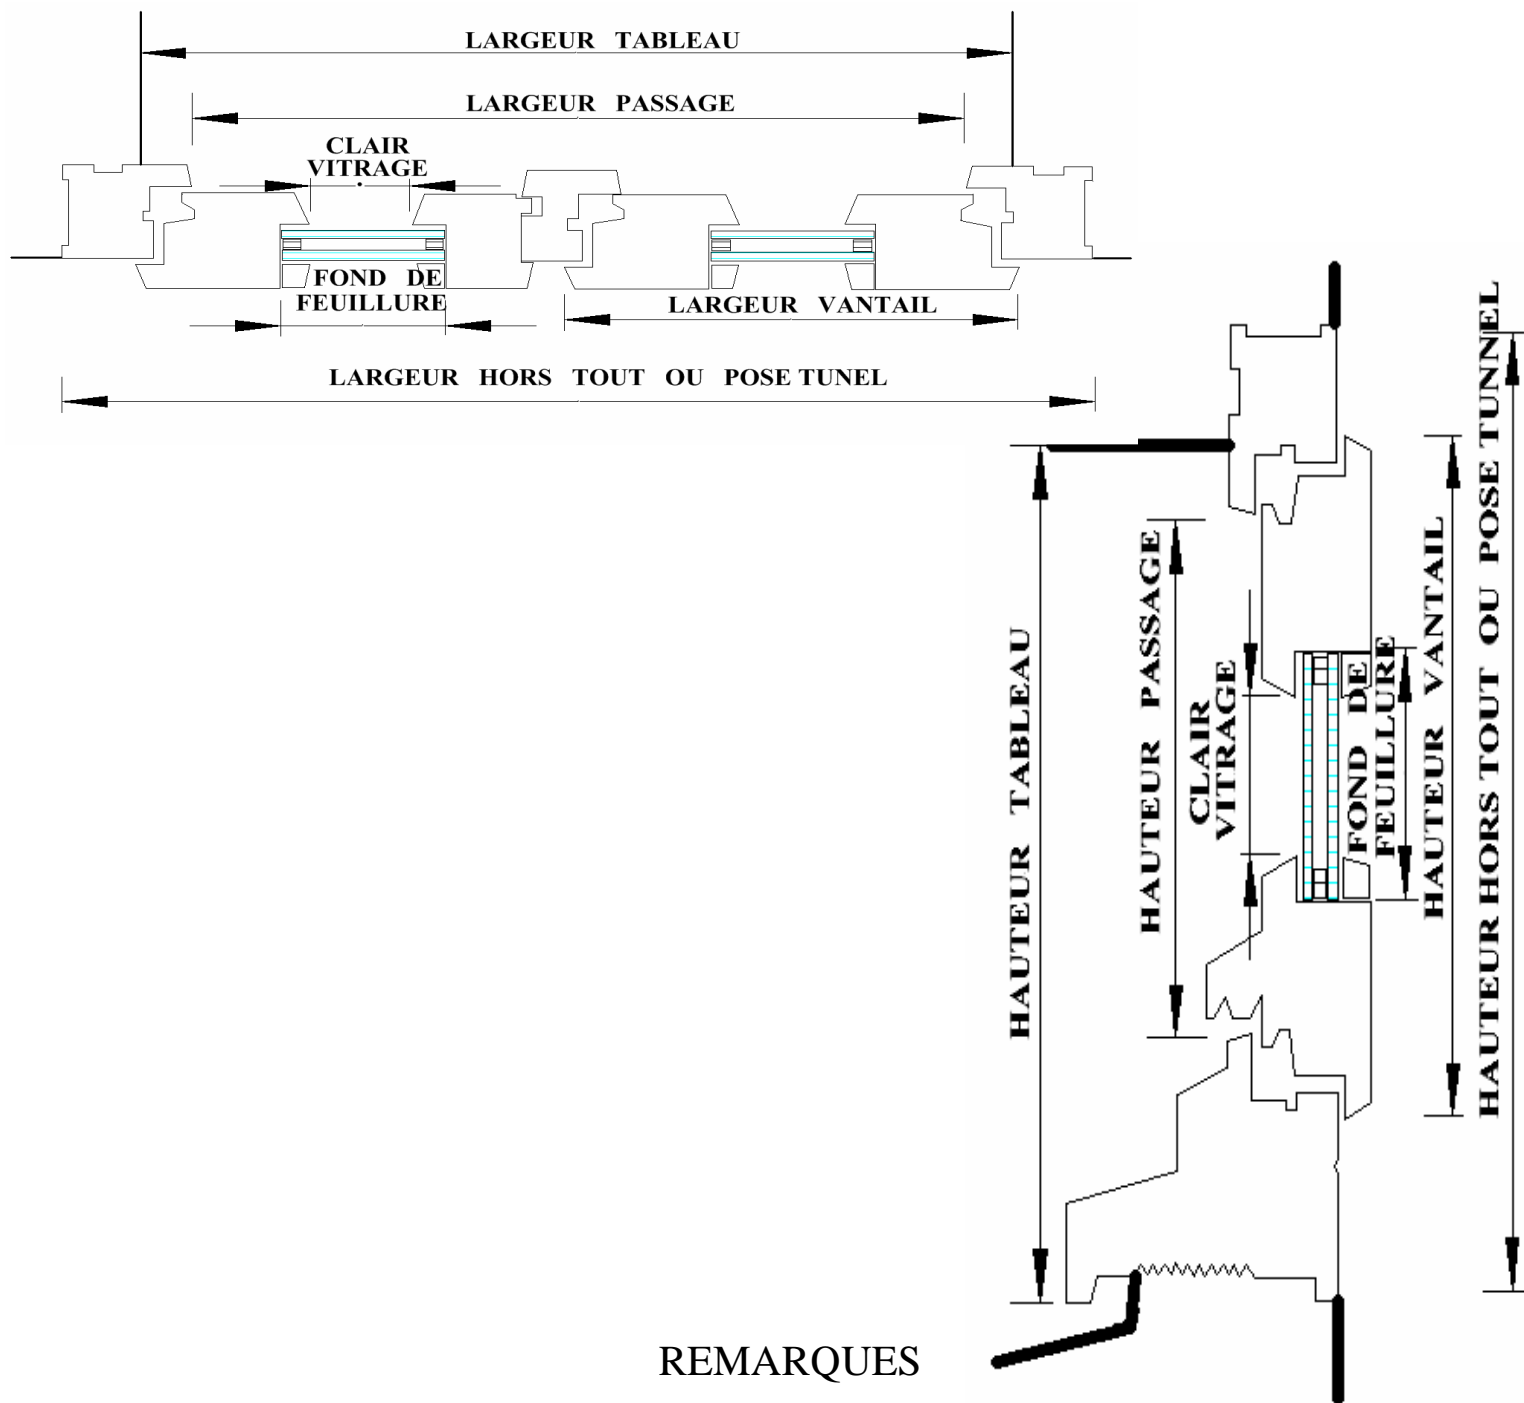 LARGEUR TABLEAU
LARGEUR PASSAGE
CLAIR
VITRAGE
FOND DE
FEUILLURE
LARGEUR VANTAIL
LARGEUR HORS TOUT OU POSE TUNEL
HAUTEUR TABLEAU
HAUTEUR PASSAGE
CLAIR
VITRAGE
FOND DE
FEUILLURE
HAUTEUR VANTAIL
HAUTEUR HORS TOUT OU POSE TUNNEL
REMARQUES